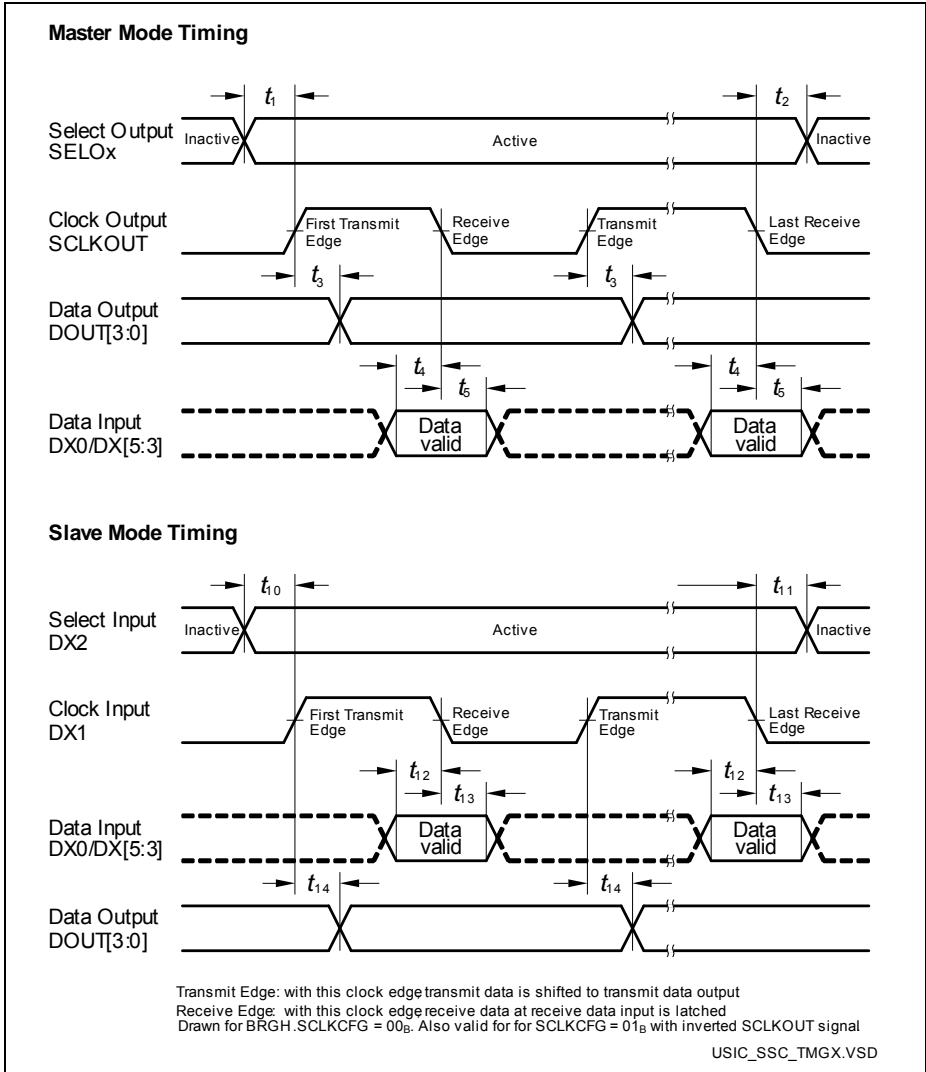 Master Mode Timing
t1
t2
Select Output
SELOx
Inactive
Active
Inactive
Clock Output
SCLKOUT
First Transmit
Edge
Receive
Edge
Transmit
Edge
Last Receive
Edge
t3
t3
Data Output
DOUT[3:0]
t4
t5
t4
t5
Data Input
DX0/DX[5:3]
Data
valid
Data
valid
Slave Mode Timing
t10
t11
Select Input
DX2
Inactive
Active
Inactive
Clock Input
DX1
First Transmit
Edge
Receive
Edge
Transmit
Edge
Last Receive
Edge
t12
t13
t12
t13
Data Input
DX0/DX[5:3]
Data
valid
Data
valid
t14
t14
Data Output
DOUT[3:0]
Transmit Edge: with this clock edge, transmit data is shifted to transmit data output
Receive Edge: with this clock edge, receive data at receive data input is latched
Drawn for BRGH.SCLKCFG = 00B. Also valid for for SCLKCFG = 01B with inverted SCLKOUT signal
USIC_SSC_TMGX.VSD